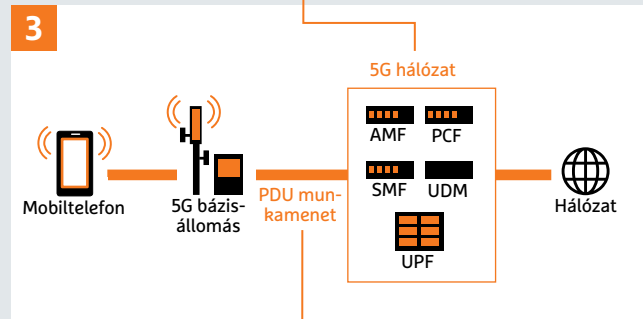 3
5G hálózat
AMF PCF
SMF UDM
UPF
Mobiltelefon
5G bázis-
állomás
PDU mun-
kamenet
Hálózat